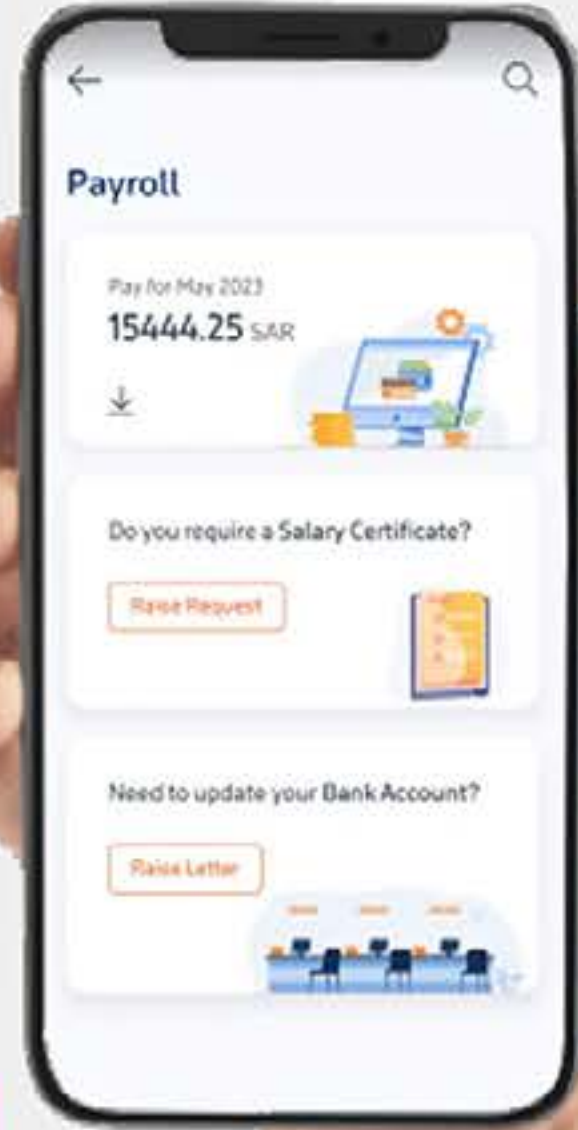 Payroll
Pay for May 2023
15444.25 SAR
Do you require a Salary Certificate?
Raise Request
Need to update your Bank Account?
Raise Letter